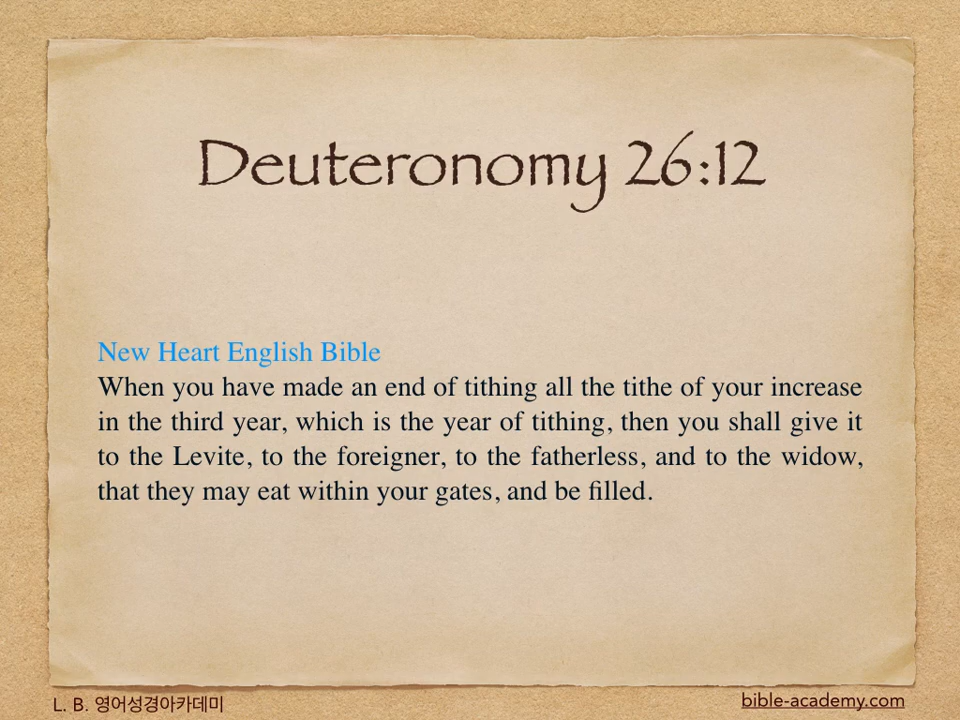 Deuteronomy 26:12
New Heart English Bible
When you have made an end of tithing all the tithe of your increase
in the third year, which is the year of tithing, then you shall give it
to the Levite, to the foreigner, to the fatherless, and to the widow,
that they may eat within your gates, and be filled.
L. B. 영어성경아카데미
bible-academy.com